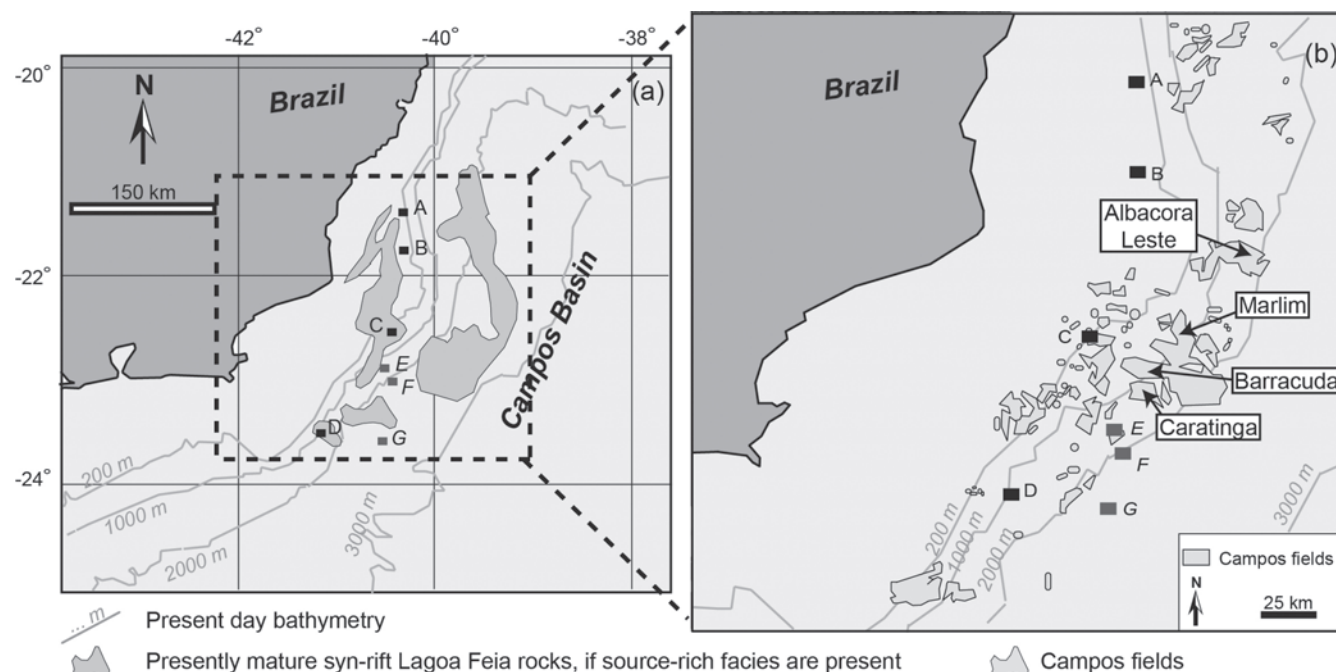 -42°
-40°
-38°
-20°
-22°
-24°
N
Brazil
(a)
150 km
A
B
C
E
F
D
G
Campos Basin
200 m
1000 m
2000 m
3000 m
Brazil
(b)
A
B
Albacora
Leste
Marlim
C
Barracuda
Caratinga
E
F
D
G
200 m
1000 m
2000 m
3000 m
Campos fields
N
25 km
... m
Present day bathymetry
Presently mature syn-rift Lagoa Feia rocks, if source-rich facies are present
Campos fields